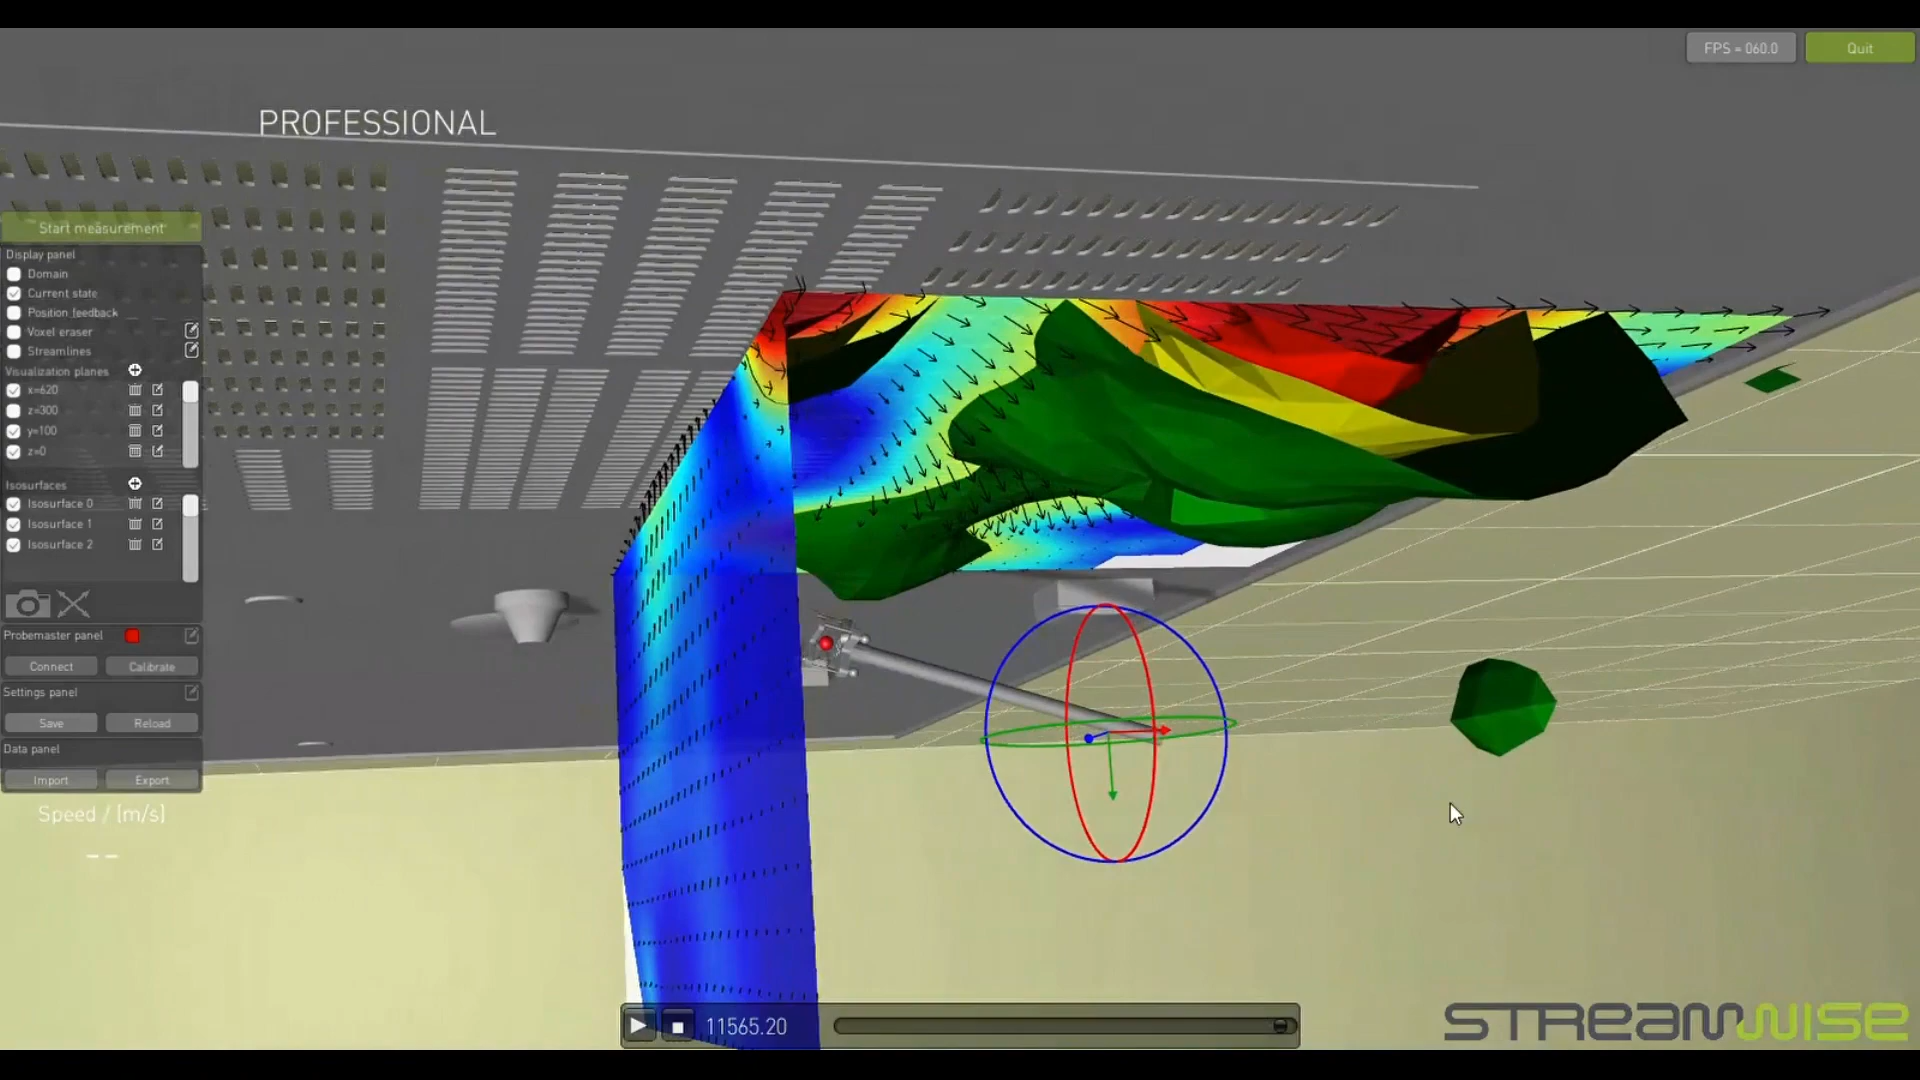 FPS = 060.0
Quit
PROFESSIONAL
Start measurement
Display panel
Domain
Current state
Position feedback
Voxel eraser
Streamlines
Visualization planes
x=620
z=300
y=100
z=0
Isosurfaces
Isosurface 0
Isosurface 1
Isosurface 2
Probemaster panel
Connect
Calibrate
Settings panel
Save
Reload
Data panel
Import
Export
Speed / [m/s]
--
11565.20
STREAMWISE